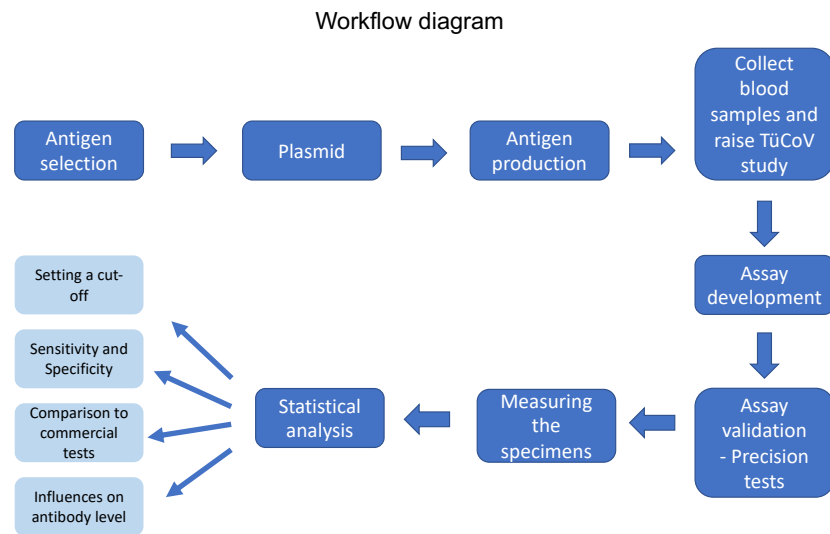 Workflow diagram
Antigen
selection
Plasmid
Antigen
production
Collect
blood
samples and
raise TüCoV
study
Assay
development
Assay
validation
- Precision
tests
Measuring
the
specimens
Statistical
analysis
Setting a cut-
off
Sensitivity and
Specificity
Comparison to
commercial
tests
Influences on
antibody level